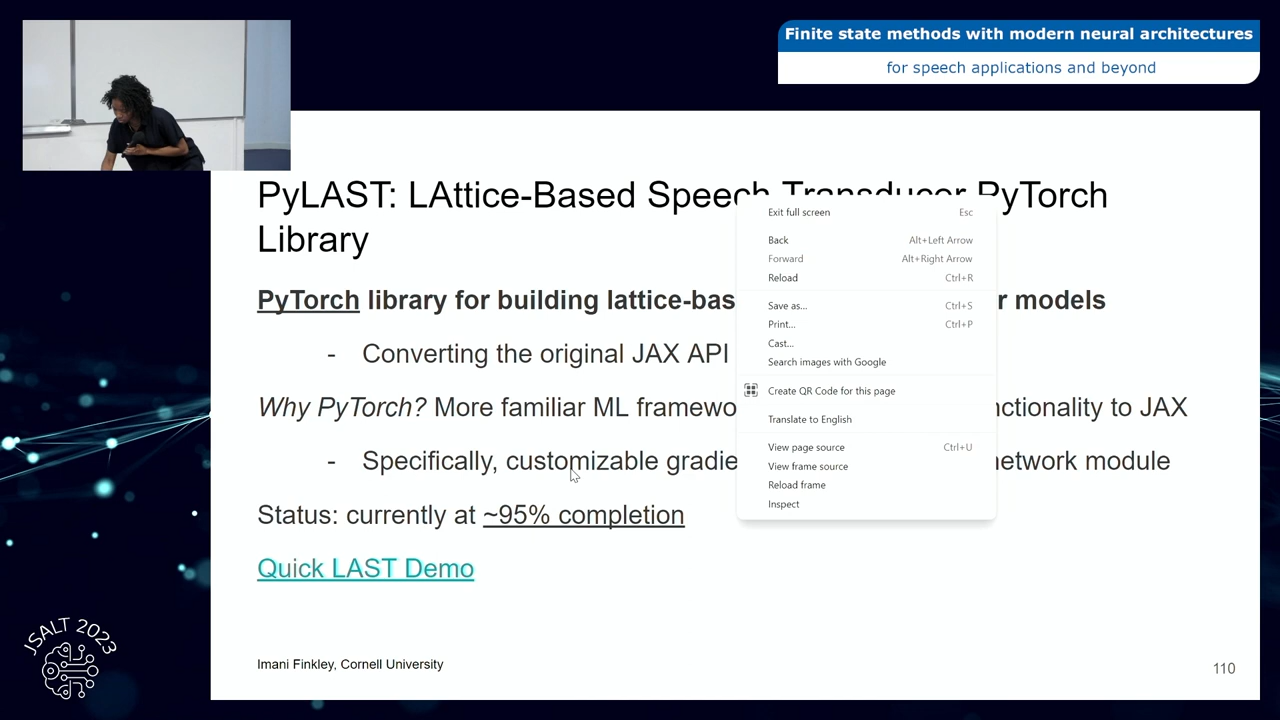 Finite state methods with modern neural architectures
for speech applications and beyond
PyLAST: LAttice-Based Speech Transducer PyTorch
Library
PyTorch library for building lattice-bas r models
- Converting the original JAX API
Why PyTorch? More familiar ML framewo nctionality to JAX
- Specifically, customizable gradie network module
Status: currently at ~95% completion
Quick LAST Demo
Exit full screen Esc
Back Alt+Left Arrow
Forward Alt+Right Arrow
Reload Ctrl+R
Save as... Ctrl+S
Print... Ctrl+P
Cast...
Search images with Google
Create QR Code for this page
Translate to English
View page source Ctrl+U
View frame source
Reload frame
Inspect
JSALT 2023
Imani Finkley, Cornell University
110